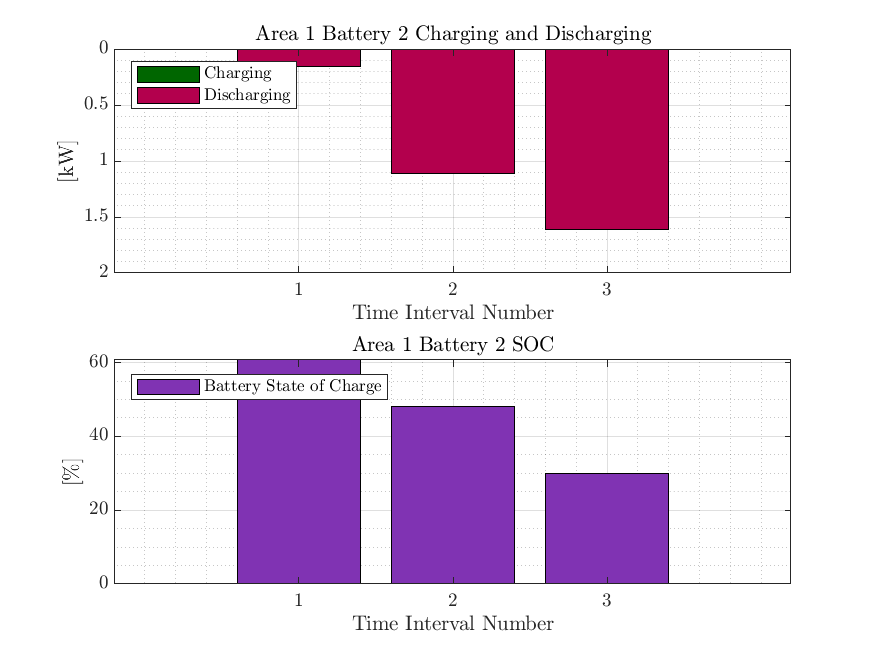 Area 1 Battery 2 Charging and Discharging
0
0.5
1
1.5
2
[kW]
Charging
Discharging
1 2 3
Time Interval Number
Area 1 Battery 2 SOC
60
40
20
0
[%]
Battery State of Charge
1 2 3
Time Interval Number